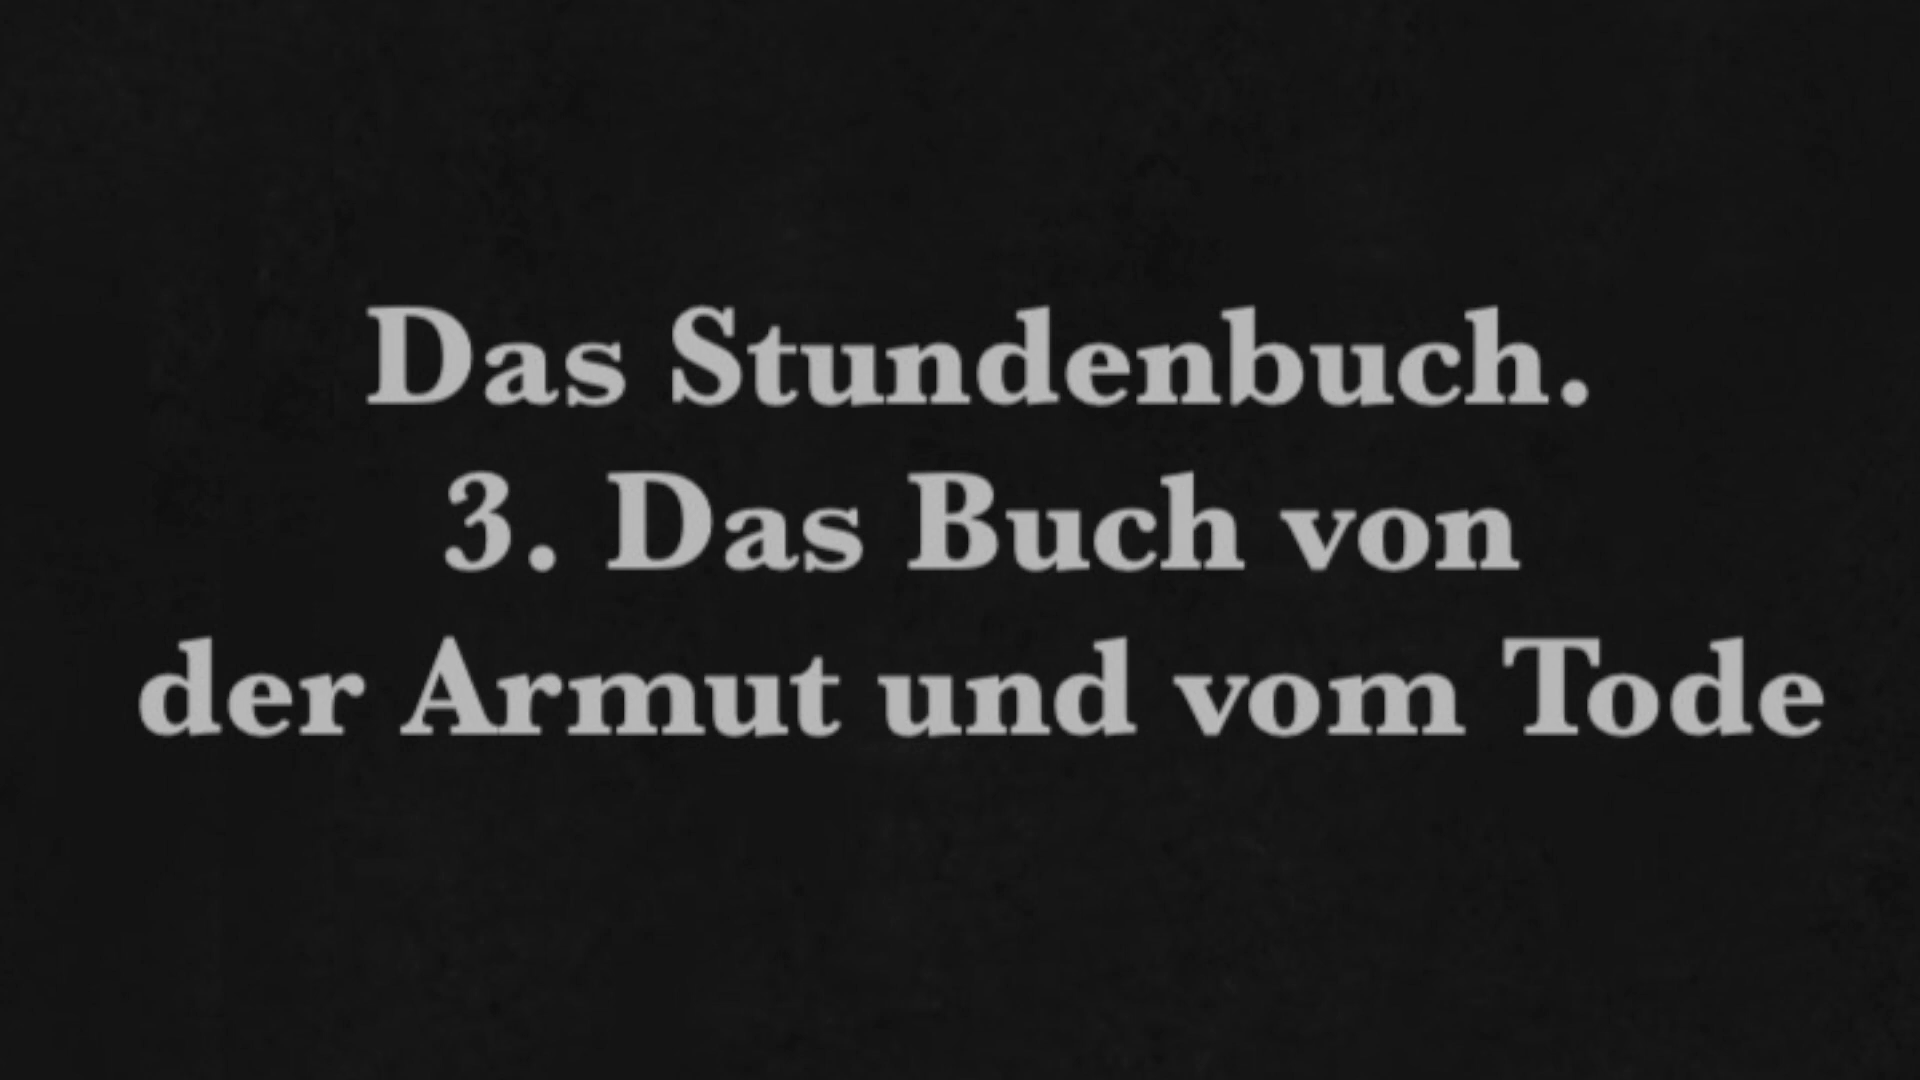 Das Stundenbuch.
3. Das Buch von
der Armut und vom Tode